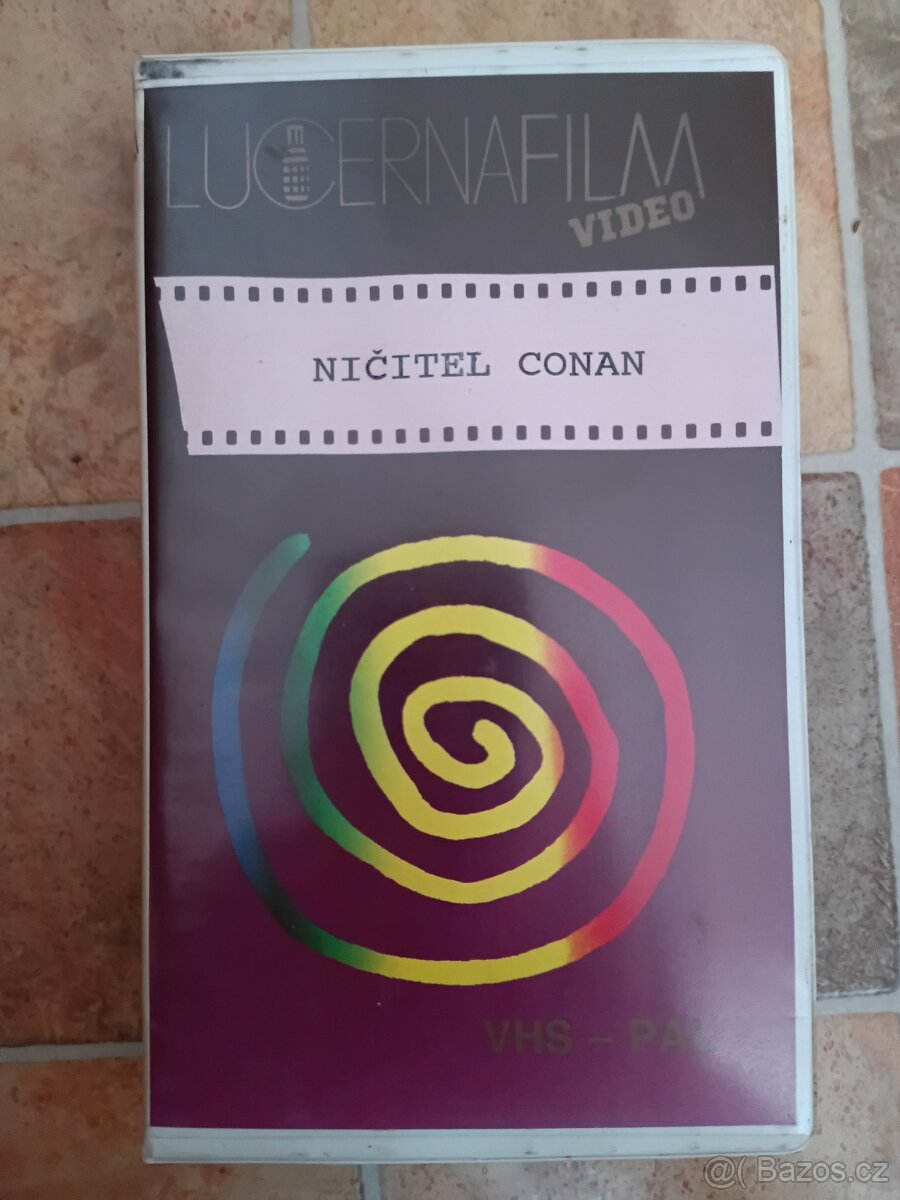 LUCERNAFILM
VIDEO
NIČITEL CONAN
VHS – PAL
@( Bazos.cz